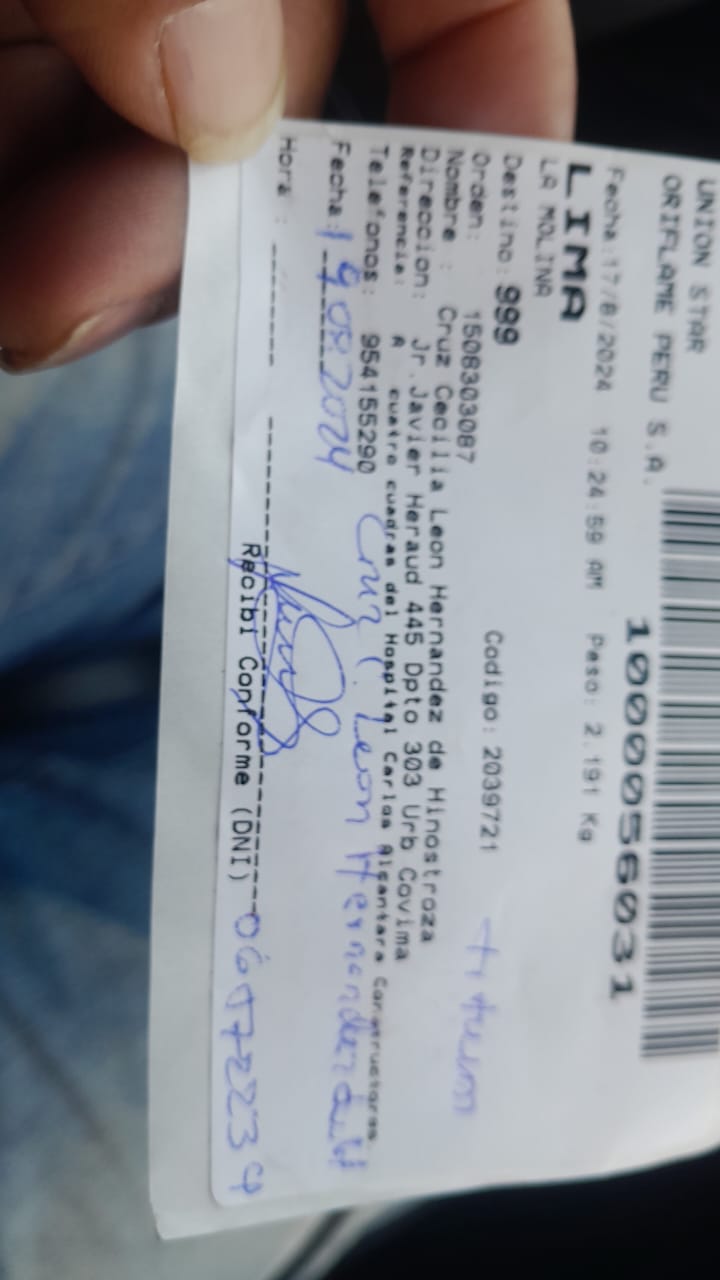 UNION STAR
ORIFLAME PERU S.A.
1000056031
Fecha:17/8/2024 10:24:59 AM Peso: 2.191 Kg
LIMA
LA MOLINA
Destino: 999
Orden: 1508303087 Codigo: 2039721
titular
Nombre : Cruz Cecilia Leon Hernandez de Hinostroza
Direccion: Jr.Javier Heraud 445 Dpto 303 Urb Covima
Referencia: A cuatro cuadras del Hospital Carlos Alcantara Constructores
Telefonos: 954155290
Cruz C. Leon Hernandez de H
Fecha: 19 08 2024
Hora :
Recibi Conforme (DNI)